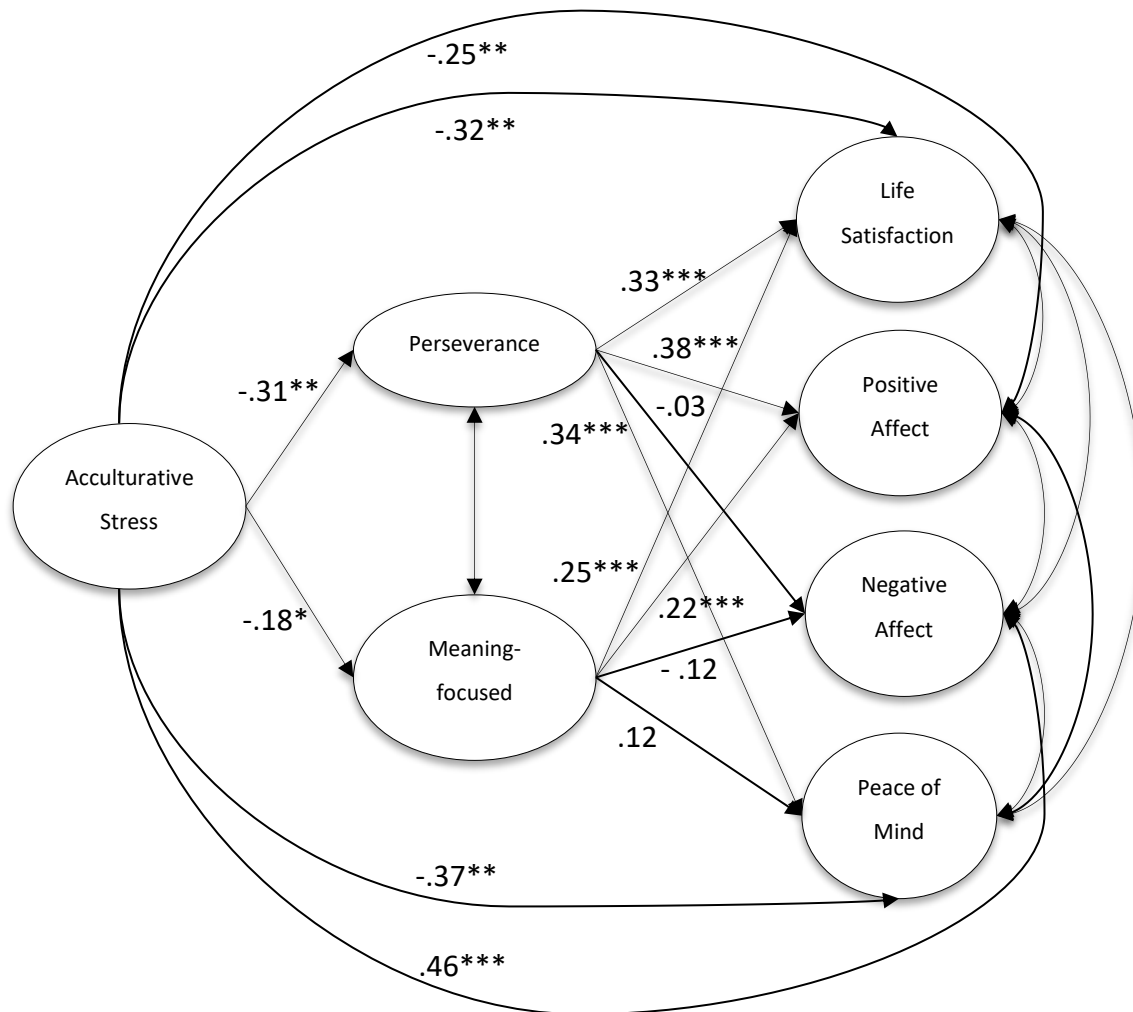 -.25**
-.32**
Life
Satisfaction
.33***
Perseverance
.38***
Positive
Affect
-.31**
-.03
.34***
Acculturative
Stress
.25***
Negative
Affect
.22***
-.18*
Meaning-
focused
- .12
.12
Peace of
Mind
-.37**
.46***